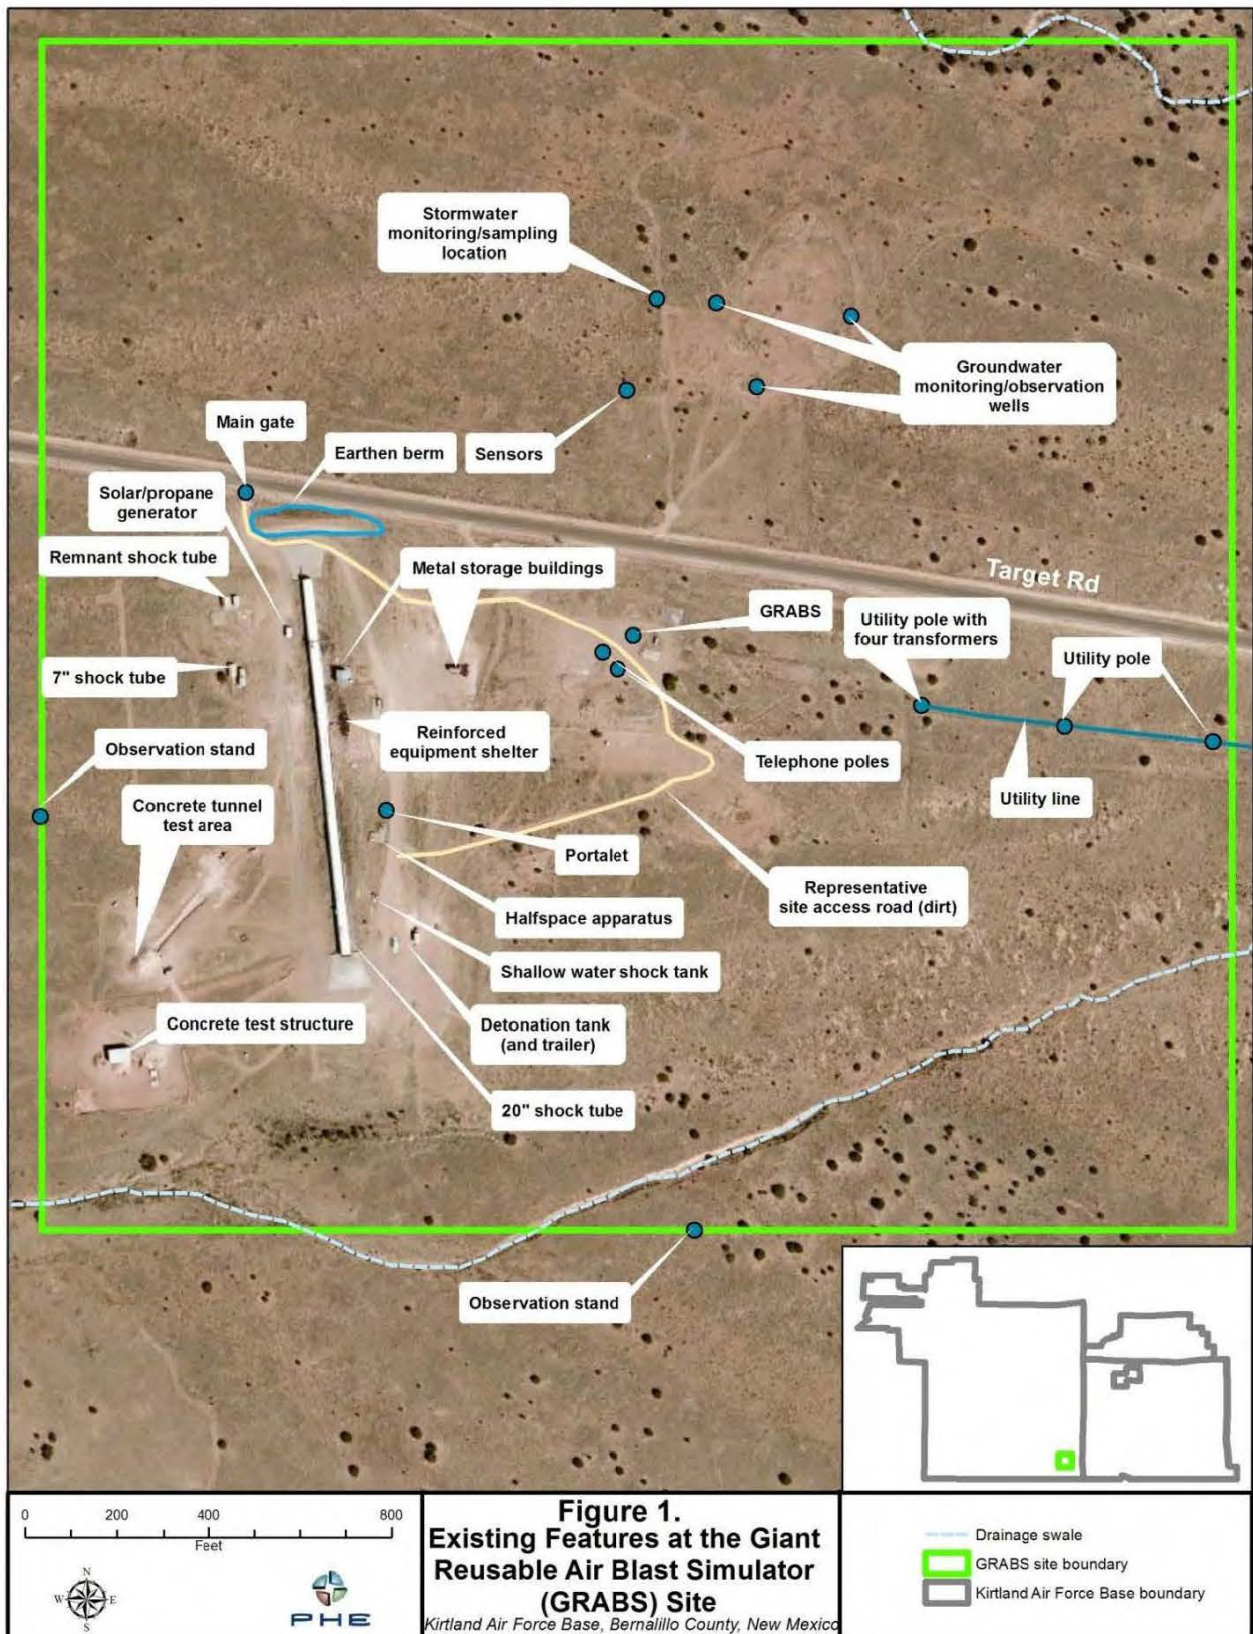 Stormwater
monitoring/sampling
location
Groundwater
monitoring/observation
wells
Main gate
Earthen berm
Sensors
Solar/propane
generator
Remnant shock tube
Metal storage buildings
Target Rd
GRABS
Utility pole with
four transformers
Utility pole
7" shock tube
Reinforced
equipment shelter
Observation stand
Telephone poles
Utility line
Concrete tunnel
test area
Portalet
Representative
site access road (dirt)
Halfspace apparatus
Shallow water shock tank
Concrete test structure
Detonation tank
(and trailer)
20" shock tube
Observation stand
0 200 400 800
Feet
N
W E
S
PHE
Figure 1.
Existing Features at the Giant
Reusable Air Blast Simulator
(GRABS) Site
Kirtland Air Force Base, Bernalillo County, New Mexico
Drainage swale
GRABS site boundary
Kirtland Air Force Base boundary